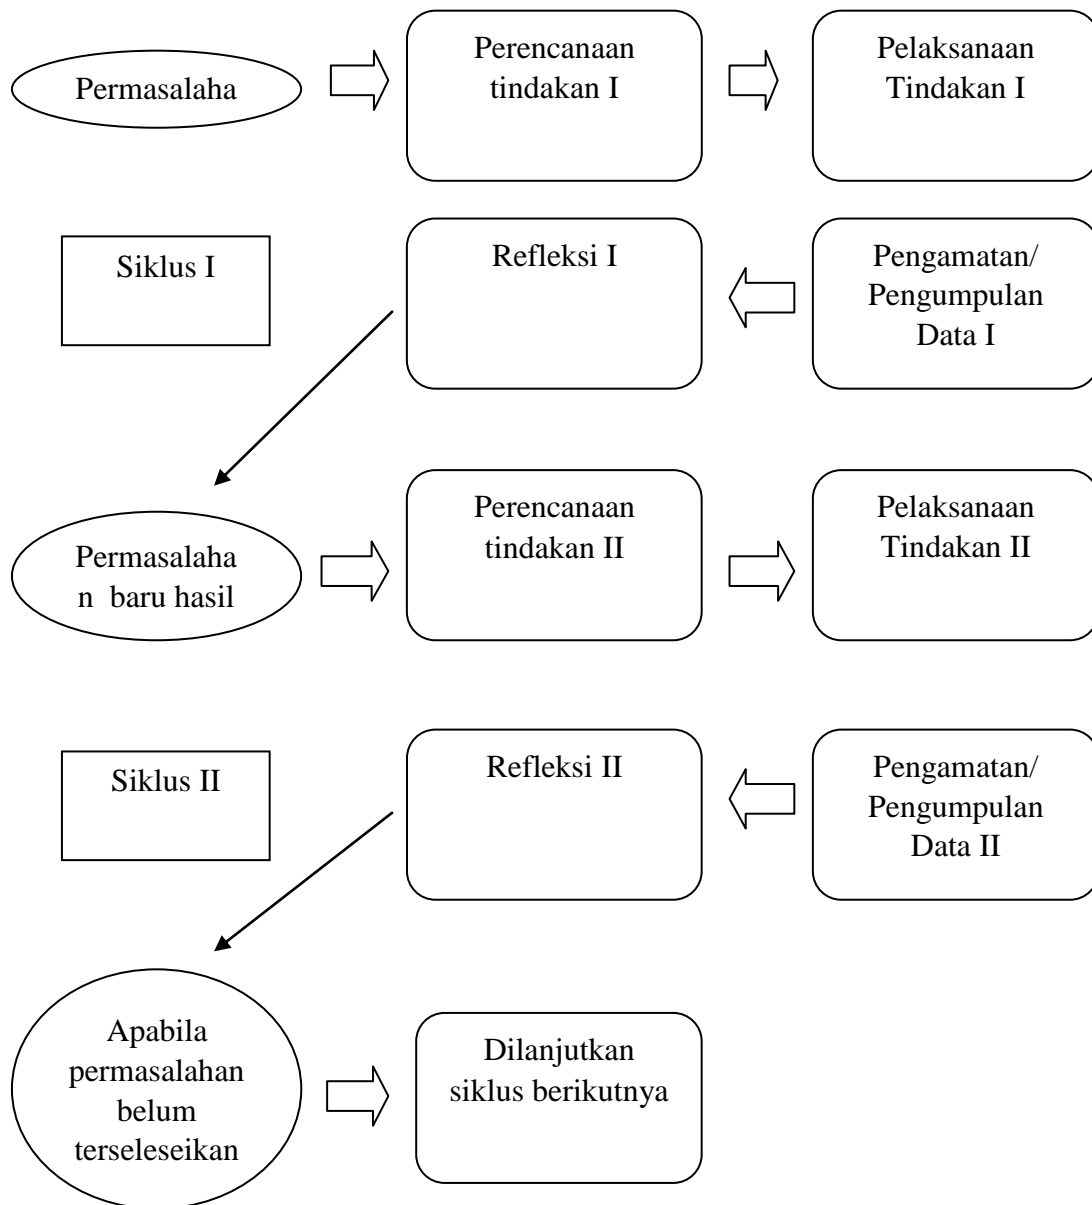 Permasalaha
Perencanaan
tindakan I
Pelaksanaan
Tindakan I
Siklus I
Refleksi I
Pengamatan/
Pengumpulan
Data I
Permasalaha
n  baru hasil
Perencanaan
tindakan II
Pelaksanaan
Tindakan II
Siklus II
Refleksi II
Pengamatan/
Pengumpulan
Data II
Apabila
permasalahan
belum
terseleseikan
Dilanjutkan
siklus berikutnya